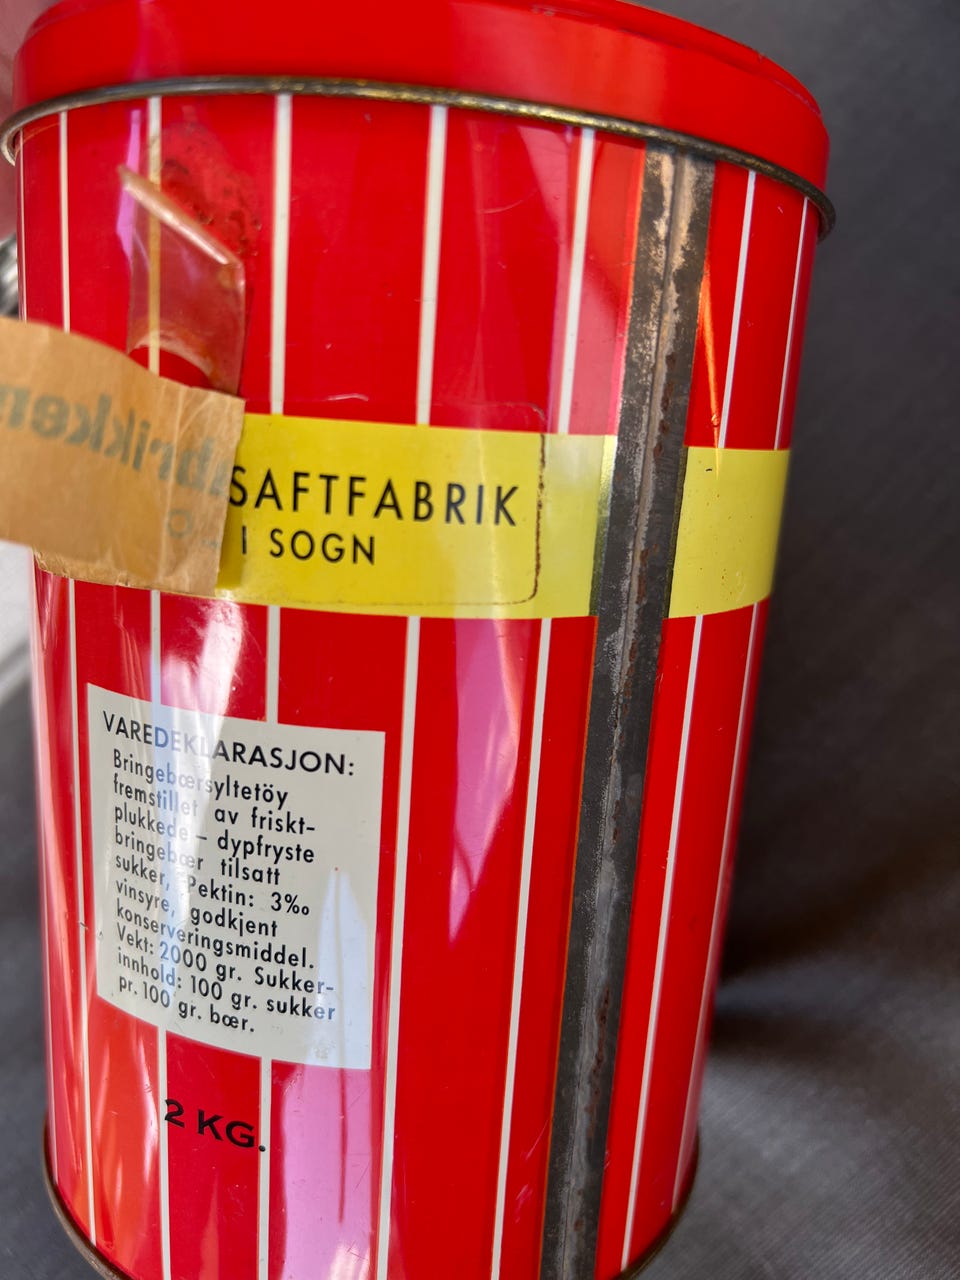 brikken
SAFTFABRIK
I SOGN
VAREDEKLARASJON:
Bringebærsyltetöy
fremstillet av friskt-
plukkede – dypfryste
bringebær tilsatt
sukker, Pektin: 3‰
vinsyre, godkjent
konserveringsmiddel.
Vekt: 2000 gr. Sukker-
innhold: 100 gr. sukker
pr. 100 gr. bær.
2 KG.